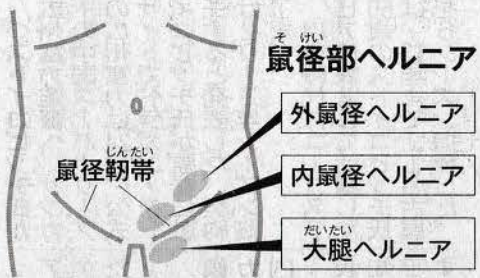 そけい
鼠径部ヘルニア
外鼠径ヘルニア
じんたい
鼠径靭帯
内鼠径ヘルニア
だいたい
大腿ヘルニア